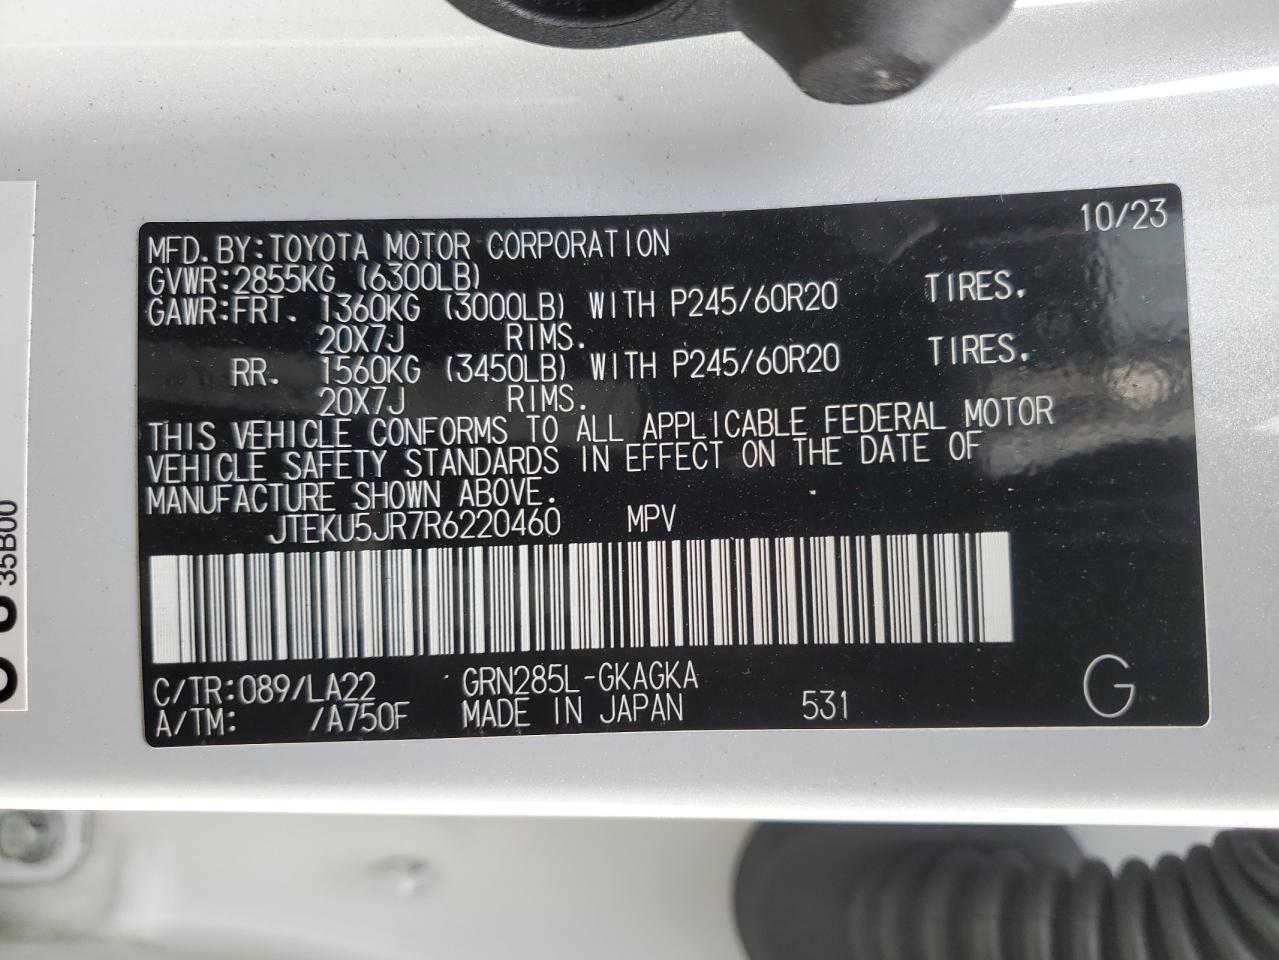 10/23
MFD.BY:TOYOTA MOTOR CORPORATION
GVWR:2855KG (6300LB)
GAWR:FRT. 1360KG (3000LB) WITH P245/60R20 TIRES.
20X7J RIMS.
RR. 1560KG (3450LB) WITH P245/60R20 TIRES.
20X7J RIMS.
THIS VEHICLE CONFORMS TO ALL APPLICABLE FEDERAL MOTOR
VEHICLE SAFETY STANDARDS IN EFFECT ON THE DATE OF
MANUFACTURE SHOWN ABOVE.
JTEKU5JR7R6220460 MPV
C/TR:089/LA22 GRN285L-GKAGKA
A/TM: /A750F MADE IN JAPAN 531 G
35B00